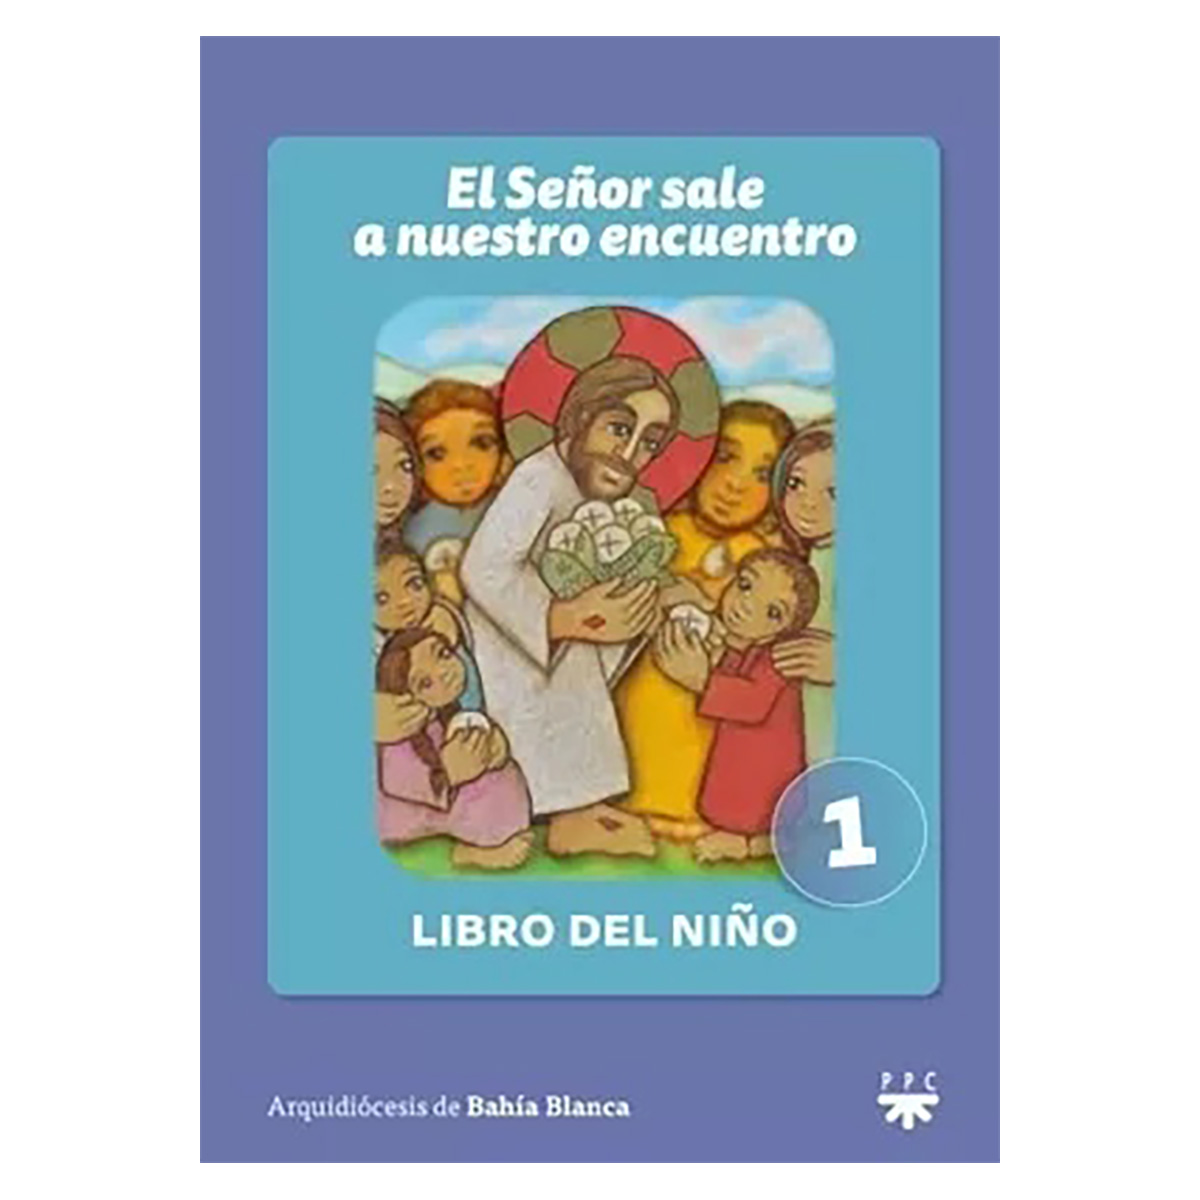 El Señor sale
a nuestro encuentro
1
LIBRO DEL NIÑO
Arquidiócesis de Bahía Blanca
PPC